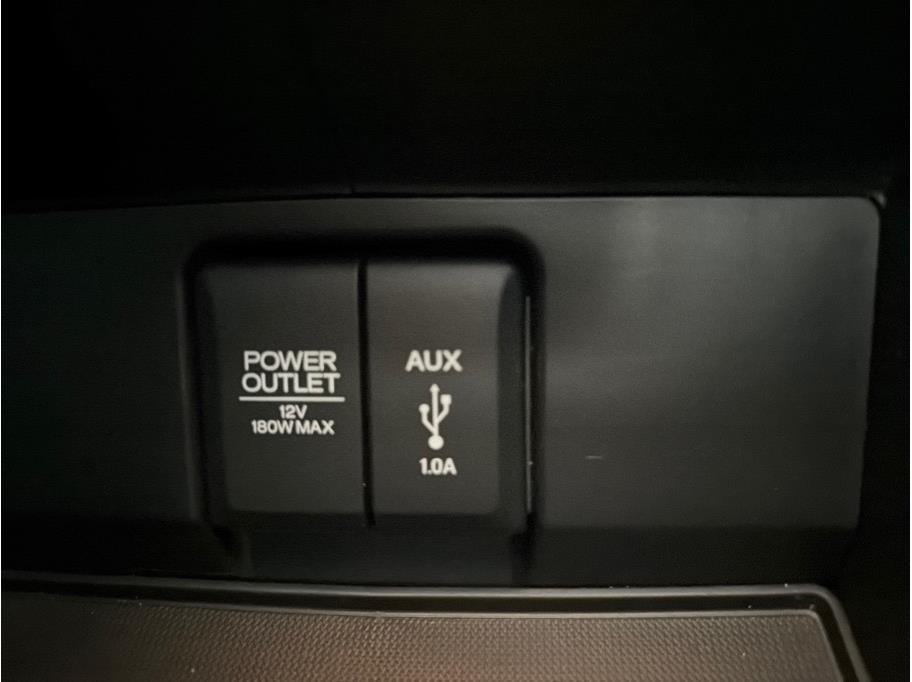 POWER
OUTLET
12V
180W MAX
AUX
1.0A